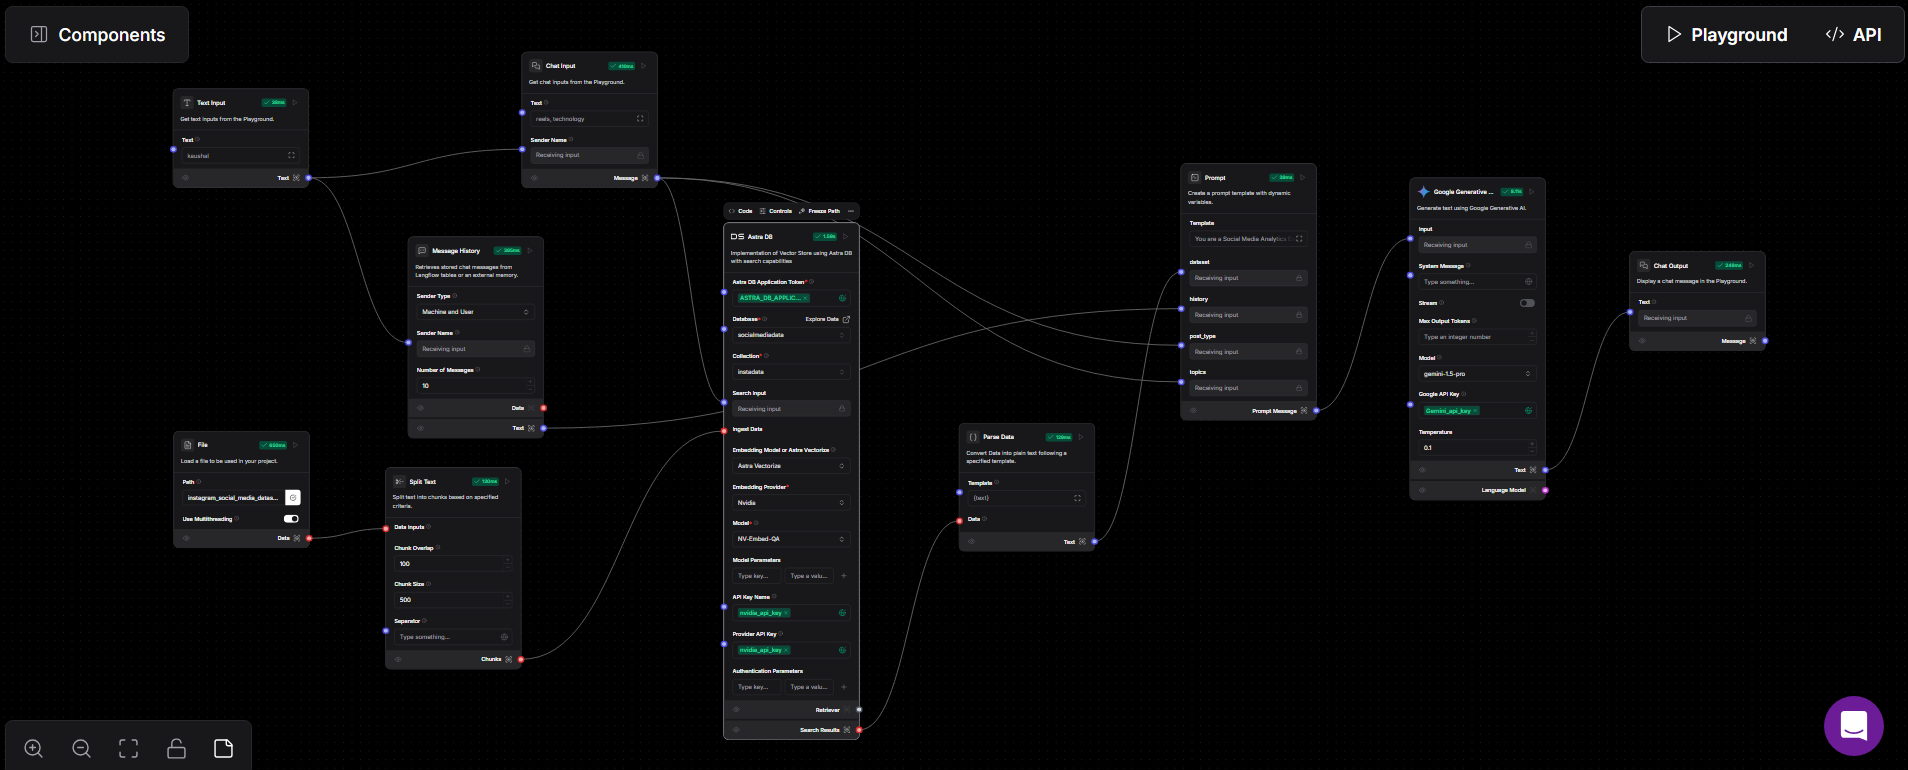 Components
Playground
API
Text Input
38ms
Get text inputs from the Playground.
Text
kaushal
Text
Chat Input
Get chat inputs from the Playground.
Text
reels, technology
Sender Name
Receiving input
Message
Message History
Retrieves stored chat messages from
Langflow tables or an external memory.
Sender Type
Machine and User
Sender Name
Receiving input
Number of Messages
10
Data
Text
File
Load a file to be used in your project.
Path
instagram_social_media_datas...
Use Multithreading
Data
Split Text
130ms
Split text into chunks based on specified
criteria.
Data Inputs
Chunk Overlap
100
Chunk Size
500
Separator
Type something...
Chunks
Code
Controls
Freeze Path
DS
Astra DB
Implementation of Vector Store using Astra DB
with search capabilities
Astra DB Application Token*
ASTRA_DB_APPLIC...
Database*
Explore Data
socialmediadata
Collection*
instadata
Search Input
Receiving input
Ingest Data
Embedding Model or Astra Vectorize
Astra Vectorize
Embedding Provider*
Nvidia
Model*
NV-Embed-QA
Model Parameters
Type key...
Type a valu...
API Key Name
nvidia_api_key
Provider API Key
nvidia_api_key
Authentication Parameters
Type key...
Type a valu...
Retriever
Search Results
Parse Data
129ms
Convert Data into plain text following a
specified template.
Template
{text}
Data
Text
Prompt
Create a prompt template with dynamic
variables.
Template
You are a Social Media Analytics
dataset
Receiving input
history
Receiving input
post_type
Receiving input
topics
Receiving input
Prompt Message
Google Generative ...
Generate text using Google Generative AI.
Input
Receiving input
System Message
Type something...
Stream
Max Output Tokens
Type an integer number
Model
gemini-1.5-pro
Google API Key
Gemini_api_key
Temperature
0.1
Text
Language Model
Chat Output
248ms
Display a chat message in the Playground.
Text
Receiving input
Message